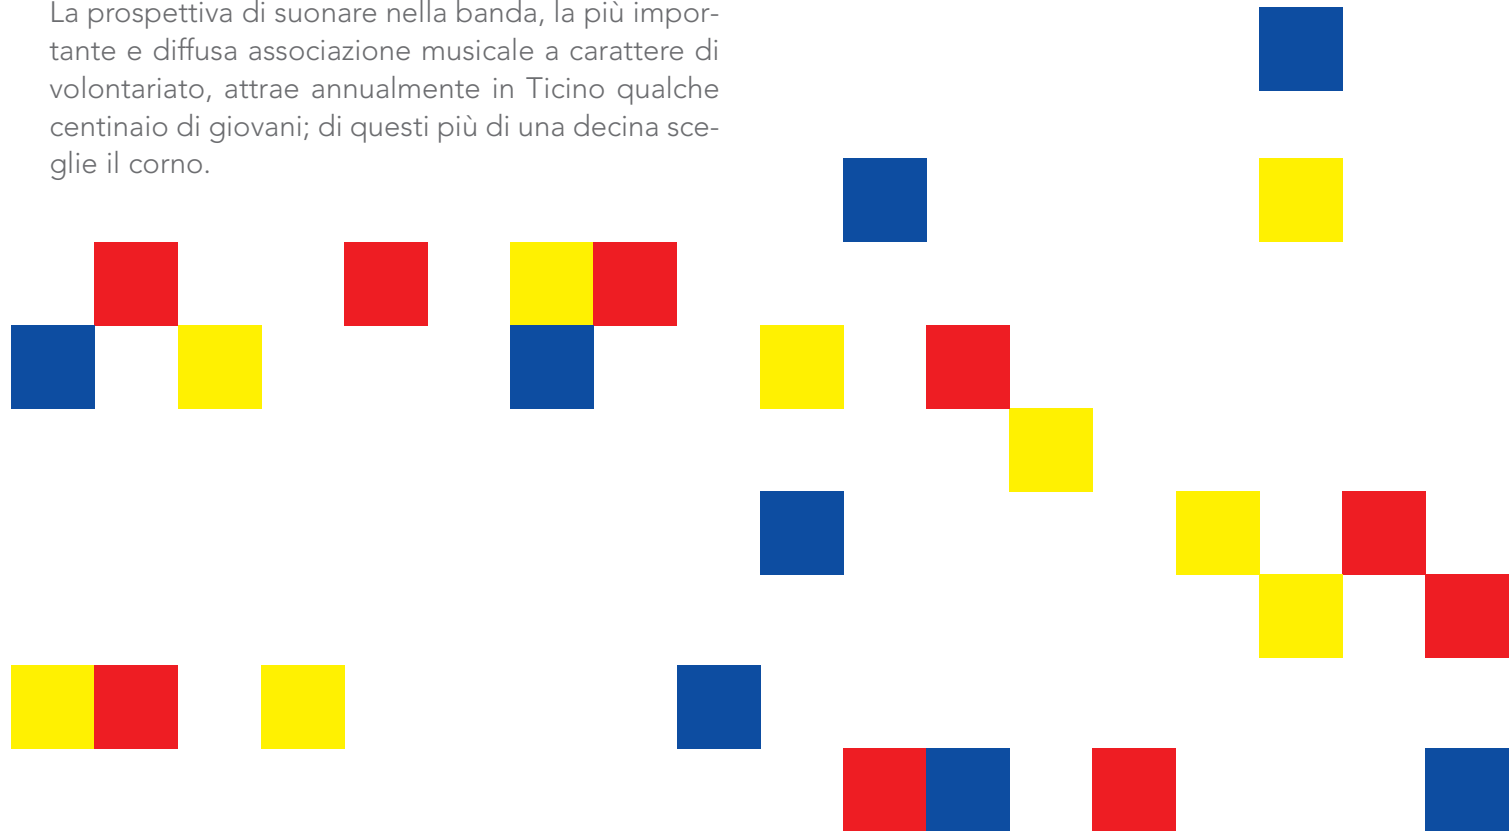 La prospettiva di suonare nella banda, la più impor-
tante e diffusa associazione musicale a carattere di
volontariato, attrae annualmente in Ticino qualche
centinaio di giovani; di questi più di una decina sce-
glie il corno.